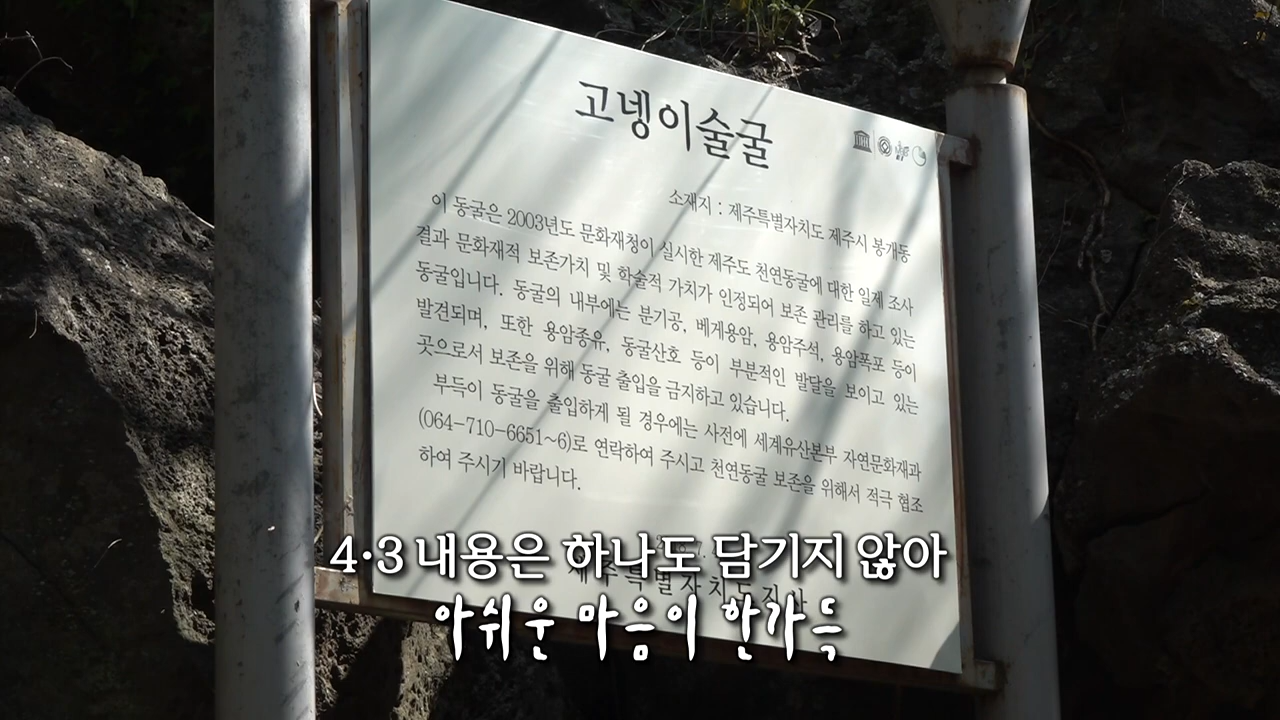 고넹이술굴
소재지 : 제주특별자치도 제주시 봉개동
이 동굴은 2003년도 문화재청이 실시한 제주도 천연동굴에 대한 일제 조사
결과 문화재적 보존가치 및 학술적 가치가 인정되어 보존 관리를 하고 있는
동굴입니다. 동굴의 내부에는 분기공, 베게용암, 용암주석, 용암폭포 등이
발견되며, 또한 용암종유, 동굴산호 등이 부분적인 발달을 보이고 있는
곳으로서 보존을 위해 동굴 출입을 금지하고 있습니다.
부득이 동굴을 출입하게 될 경우에는 사전에 세계유산본부 자연문화재과
(064-710-6651~6)로 연락하여 주시고 천연동굴 보존을 위해서 적극 협조
하여 주시기 바랍니다.
제주특별자치도지사
4·3 내용은 하나도 담기지 않아
아쉬운 마음이 한가득